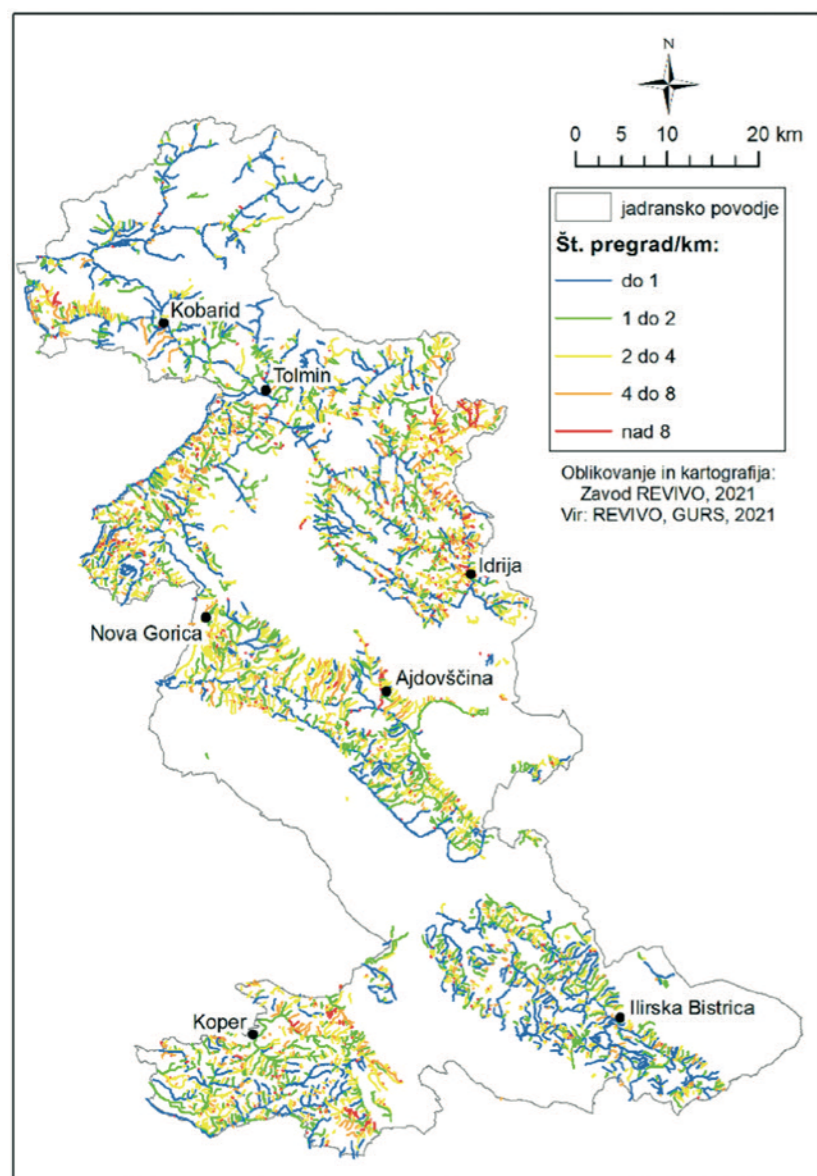 N
0 5 10 20 km
jadransko povodje
Št. pregrad/km:
do 1
1 do 2
2 do 4
4 do 8
nad 8
Oblikovanje in kartografija:
Zavod REVIVO, 2021
Vir: REVIVO, GURS, 2021
Kobarid
Tolmin
Idrija
Nova Gorica
Ajdovščina
Koper
Ilirska Bistrica